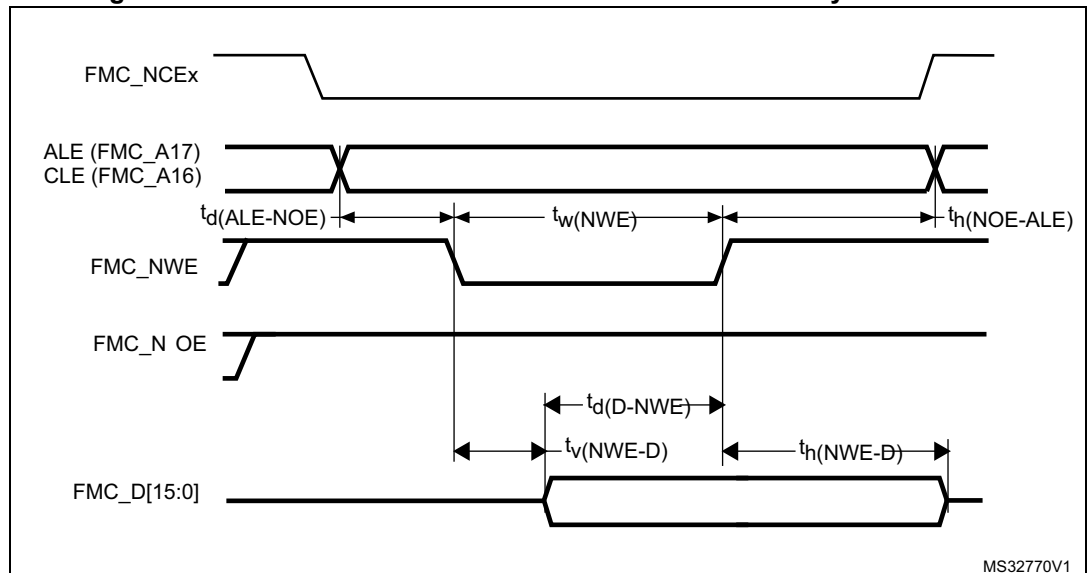 FMC_NCEx
ALE (FMC_A17)
CLE (FMC_A16)
td(ALE-NOE)
tw(NWE)
th(NOE-ALE)
FMC_NWE
FMC_N OE
td(D-NWE)
tv(NWE-D)
th(NWE-D)
FMC_D[15:0]
MS32770V1